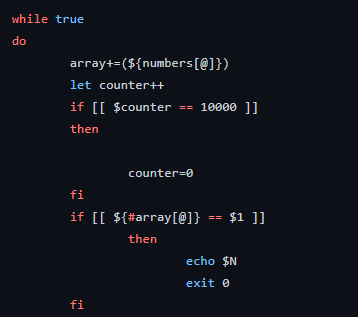 while true
do
array+=(${numbers[@]})
let counter++
if [[ $counter == 10000 ]]
then
counter=0
fi
if [[ ${#array[@]} == $1 ]]
then
echo $N
exit 0
fi